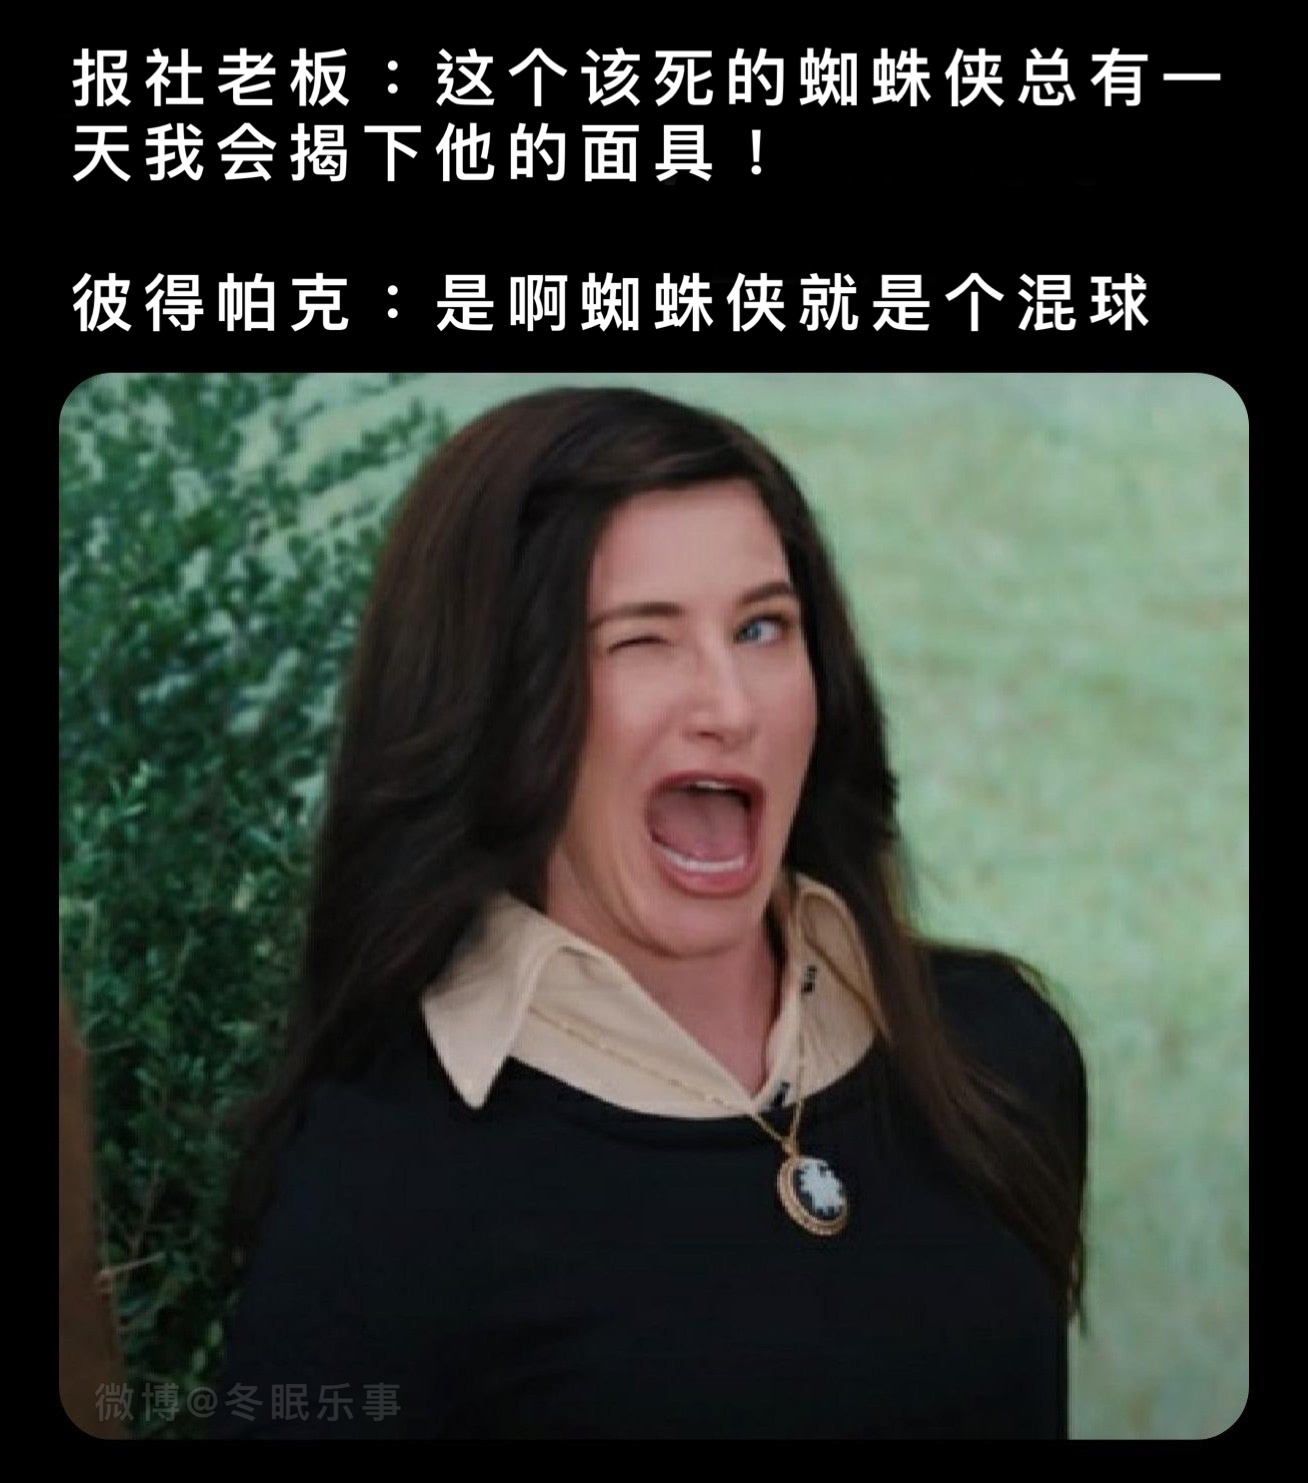 报社老板：这个该死的蜘蛛侠总有一
天我会揭下他的面具！
彼得帕克：是啊蜘蛛侠就是个混球
微博@冬眠乐事